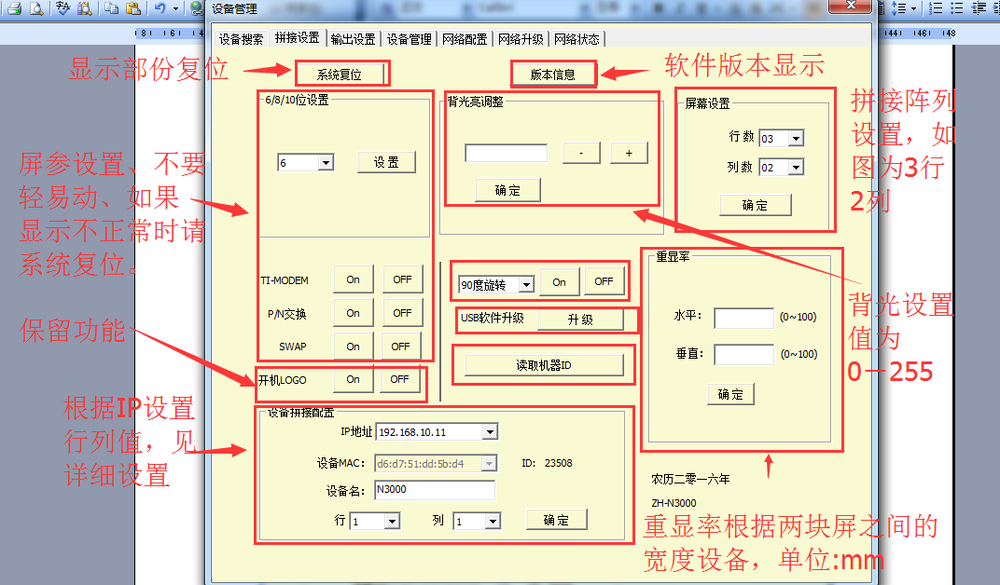 设备管理
|8| |6| |4
|44| |46| |48
设备搜索 拼接设置 输出设置 设备管理 网络配置 网络升级 网络状态
显示部份复位
系统复位
版本信息
软件版本显示
6/8/10位设置
6
设 置
背光亮调整
-
+
确 定
屏幕设置
行 数 03
列 数 02
确 定
拼接阵列
设置，如
图为3行
2列
屏参设置、不要
轻易动、如果
显示不正常时请
系统复位。
TI-MODEM On OFF
P/N交换 On OFF
SWAP On OFF
开机LOGO On OFF
保留功能
90度旋转 On OFF
USB软件升级 升 级
读取机器ID
重显率
水平: (0~100)
垂直: (0~100)
确 定
背光设置
值为
0－255
根据IP设置
行列值，见
详细设置
设备拼接配置
IP地址 192.168.10.11
设备MAC: d6:d7:51:dd:5b:d4 ID: 23508
设备名: N3000
行 1 列 1 确 定
农历二零一六年
ZH-N3000
重显率根据两块屏之间的
宽度设备，单位:mm